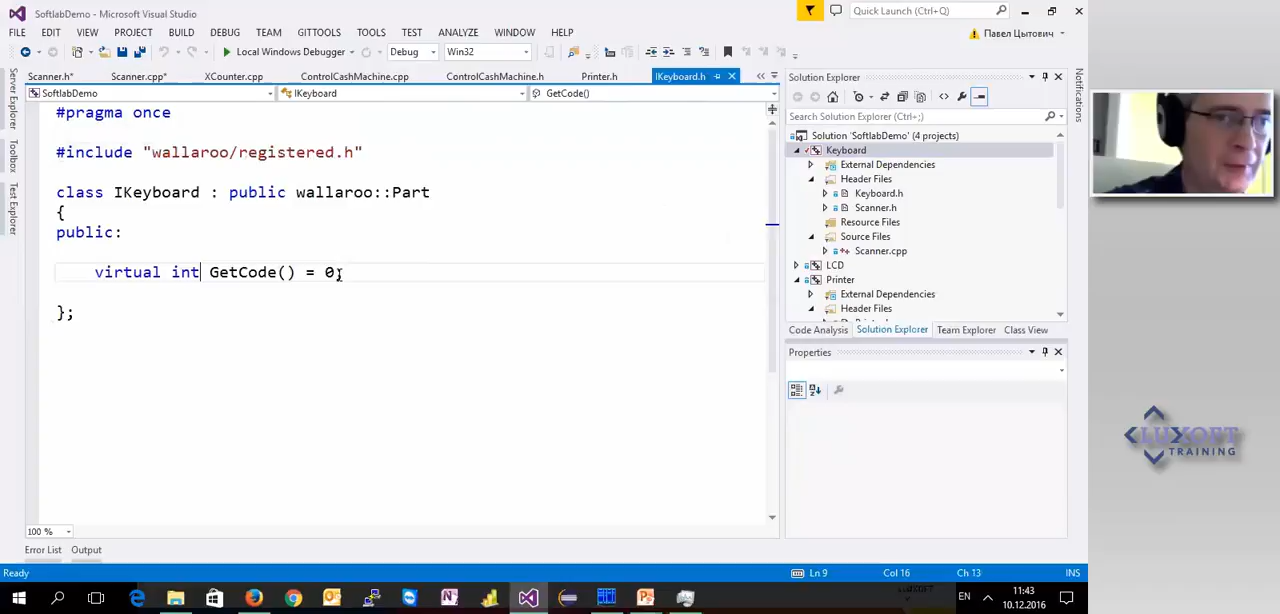 SoftlabDemo - Microsoft Visual Studio
Quick Launch (Ctrl+Q)
FILE EDIT VIEW PROJECT BUILD DEBUG TEAM GITTOOLS TOOLS TEST ANALYZE WINDOW HELP
Павел Цытович
Local Windows Debugger Debug Win32
Server Explorer
Toolbox
Test Explorer
Scanner.h* Scanner.cpp* XCounter.cpp ControlCashMachine.cpp ControlCashMachine.h Printer.h IKeyboard.h
SoftlabDemo IKeyboard GetCode()
#pragma once
#include "wallaroo/registered.h"
class IKeyboard : public wallaroo::Part
{
public:
virtual int GetCode() = 0;
};
100 %
Solution Explorer
Search Solution Explorer (Ctrl+;)
Solution 'SoftlabDemo' (4 projects)
Keyboard
External Dependencies
Header Files
Keyboard.h
Scanner.h
Resource Files
Source Files
Scanner.cpp
LCD
Printer
External Dependencies
Header Files
Code Analysis Solution Explorer Team Explorer Class View
Properties
Notifications
LUXOFT
TRAINING
Error List Output
Ready Ln 9 Col 16 Ch 13 INS
EN
11:43
10.12.2016